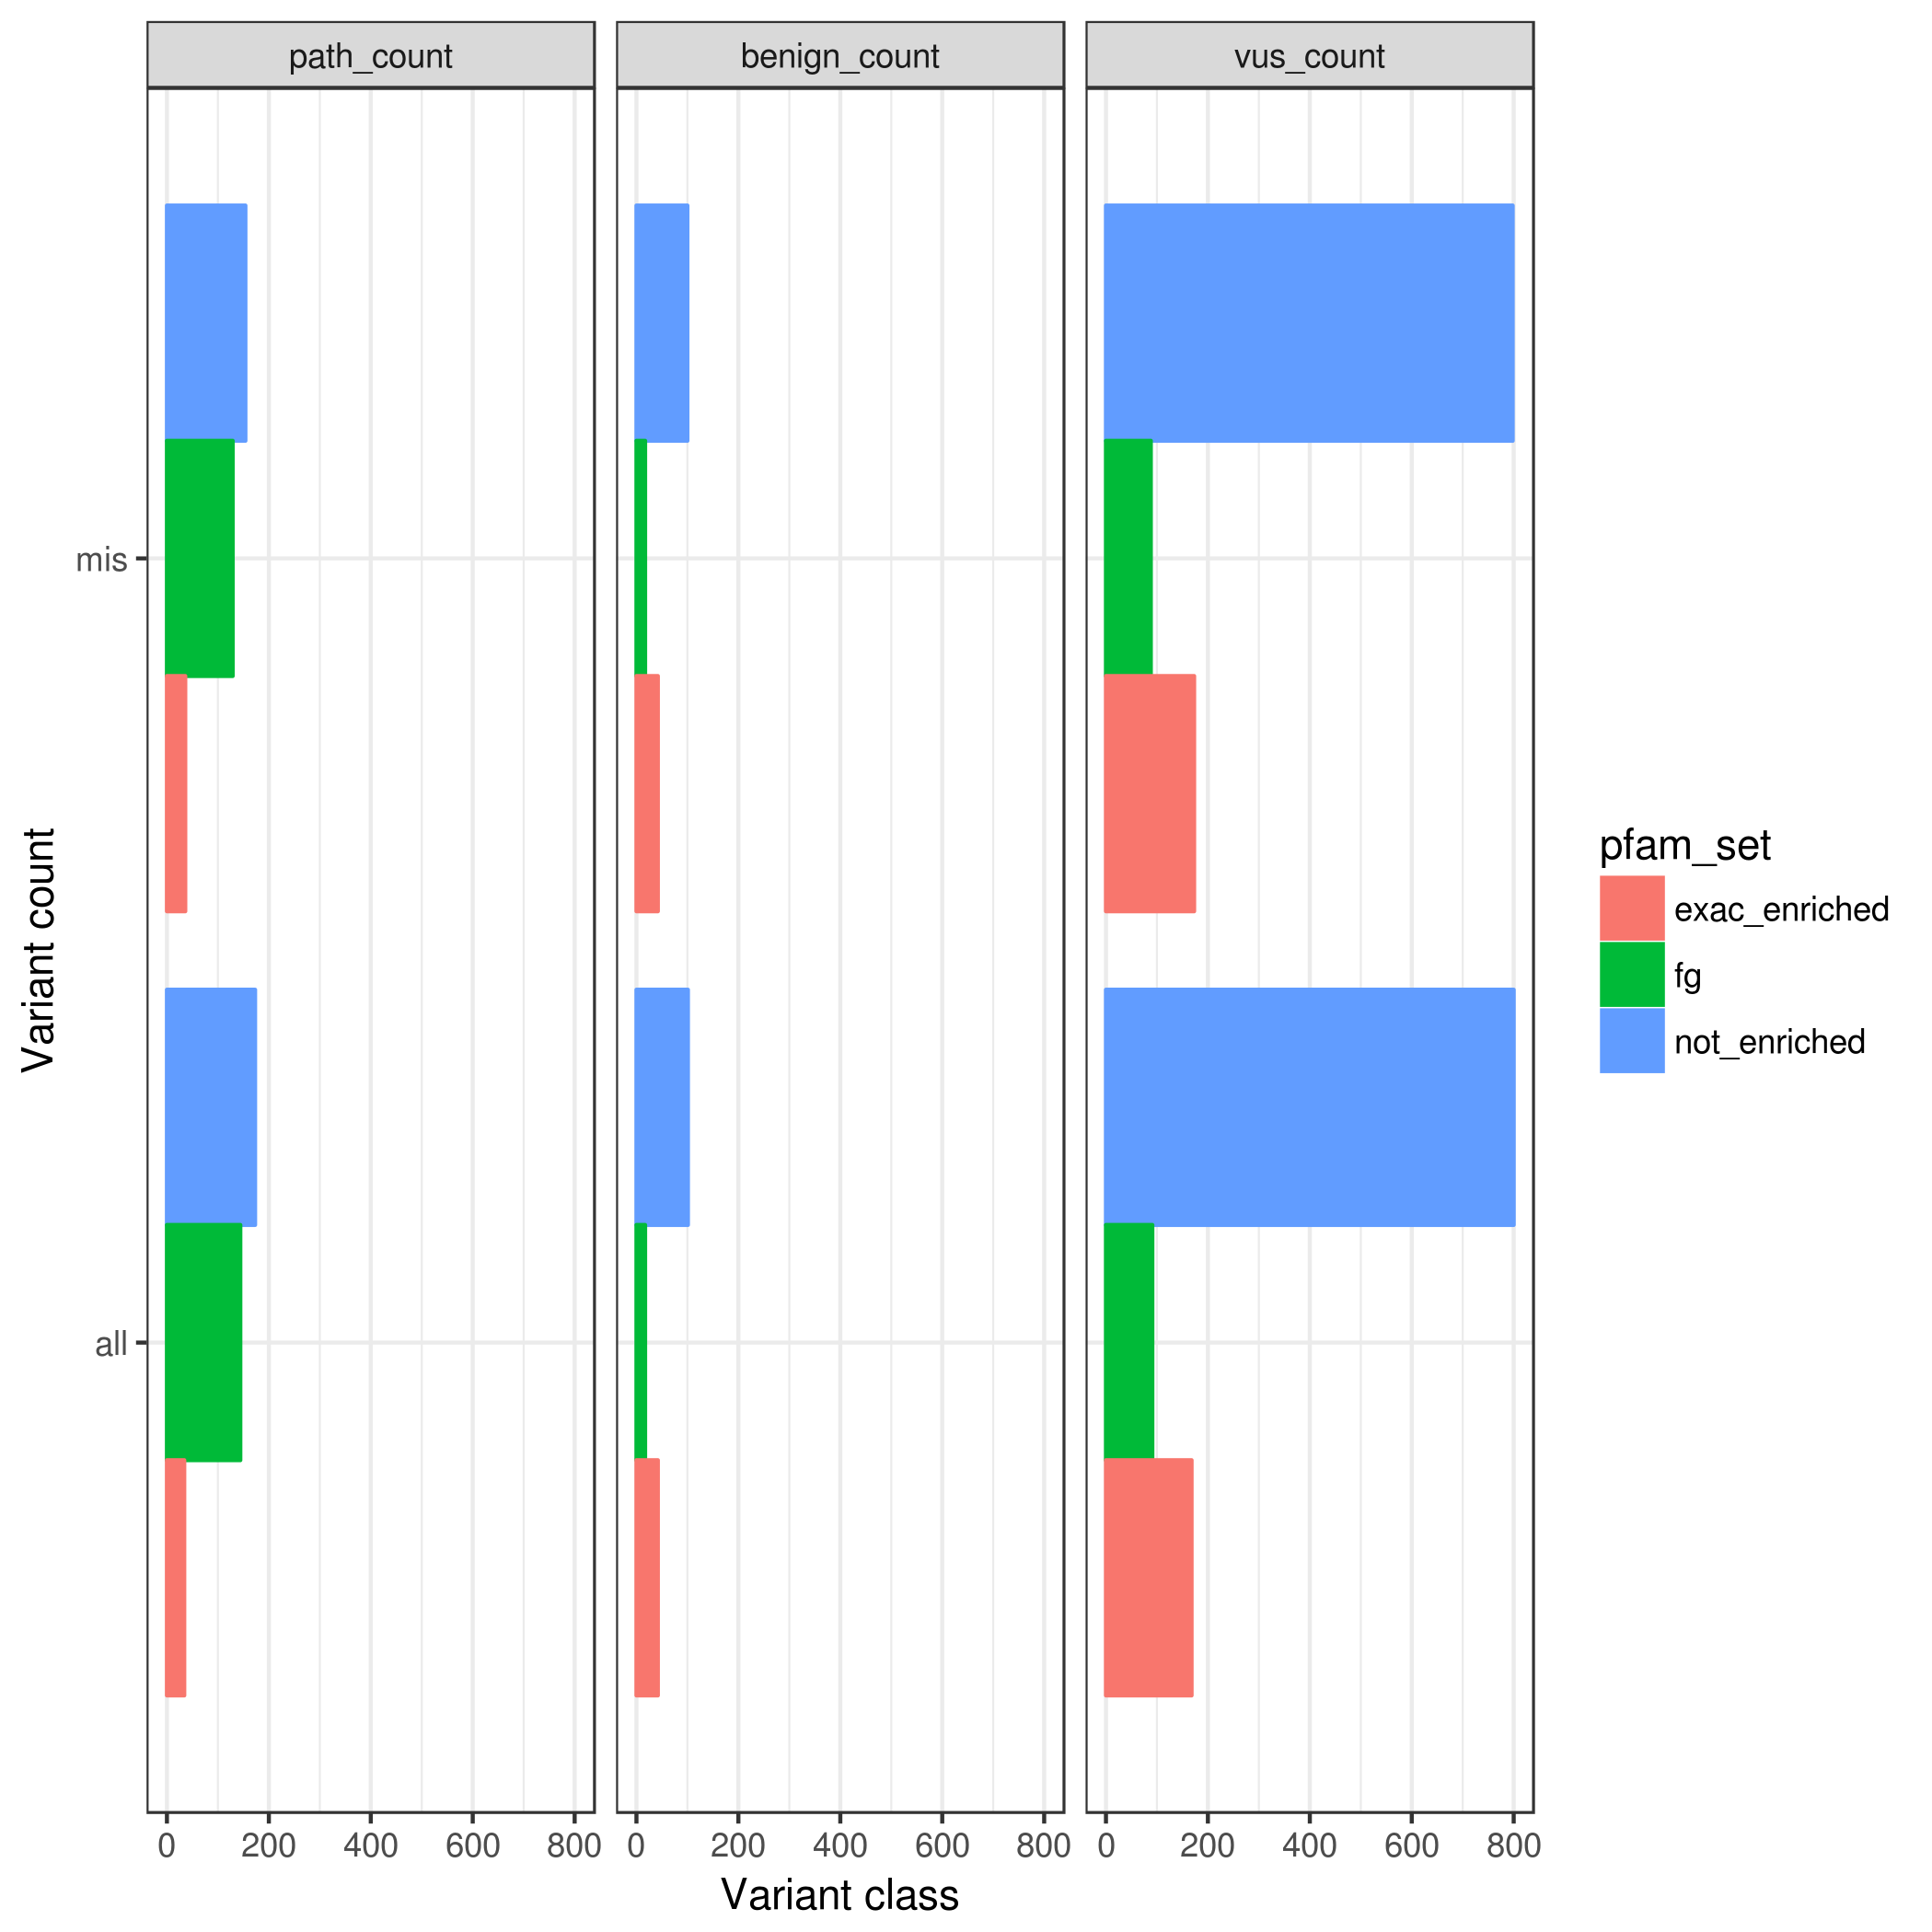 path_count
benign_count
vus_count
Variant count
mis
all
0 200 400 600 800
0 200 400 600 800
0 200 400 600 800
Variant class
pfam_set
exac_enriched
fg
not_enriched